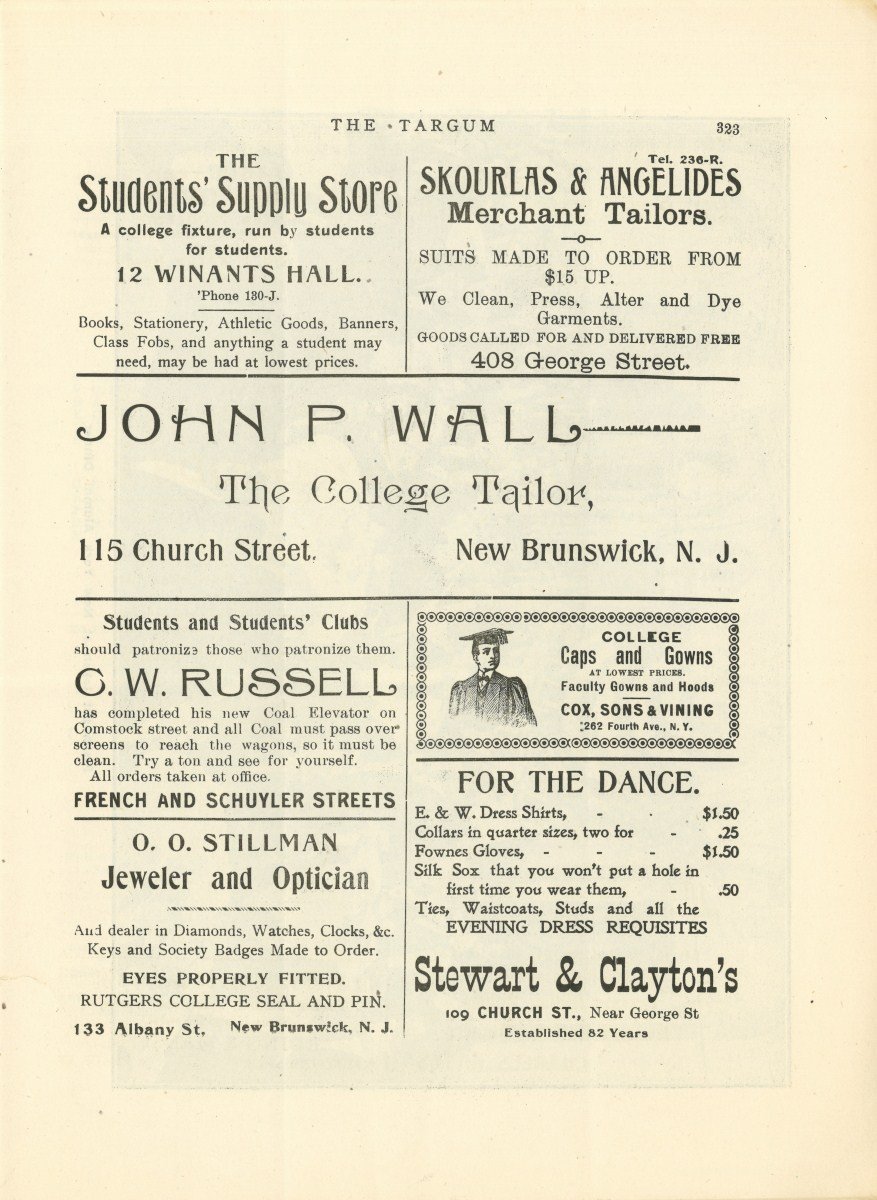 THE · TARGUM
323
THE
Students' Supply Store
A college fixture, run by students
for students.
12 WINANTS HALL.
'Phone 130-J.
Books, Stationery, Athletic Goods, Banners,
Class Fobs, and anything a student may
need, may be had at lowest prices.
Tel. 236-R.
SKOURLAS & ANGELIDES
Merchant Tailors.
SUITS MADE TO ORDER FROM
$15 UP.
We Clean, Press, Alter and Dye
Garments.
GOODS CALLED FOR AND DELIVERED FREE
408 George Street.
JOHN P. WALL
The College Tailor,
115 Church Street. New Brunswick, N. J.
Students and Students' Clubs
should patronize those who patronize them.
C. W. RUSSELL
has completed his new Coal Elevator on
Comstock street and all Coal must pass over
screens to reach the wagons, so it must be
clean. Try a ton and see for yourself.
All orders taken at office.
FRENCH AND SCHUYLER STREETS
O. O. STILLMAN
Jeweler and Optician
And dealer in Diamonds, Watches, Clocks, &c.
Keys and Society Badges Made to Order.
EYES PROPERLY FITTED.
RUTGERS COLLEGE SEAL AND PIN.
133 Albany St, New Brunswick, N. J.
COLLEGE
Caps and Gowns
AT LOWEST PRICES.
Faculty Gowns and Hoods
COX, SONS & VINING
262 Fourth Ave., N. Y.
FOR THE DANCE.
E. & W. Dress Shirts, - - $1.50
Collars in quarter sizes, two for - .25
Fownes Gloves, - - - $1.50
Silk Sox that you won't put a hole in
first time you wear them, - .50
Ties, Waistcoats, Studs and all the
EVENING DRESS REQUISITES
Stewart & Clayton's
109 CHURCH ST., Near George St
Established 82 Years